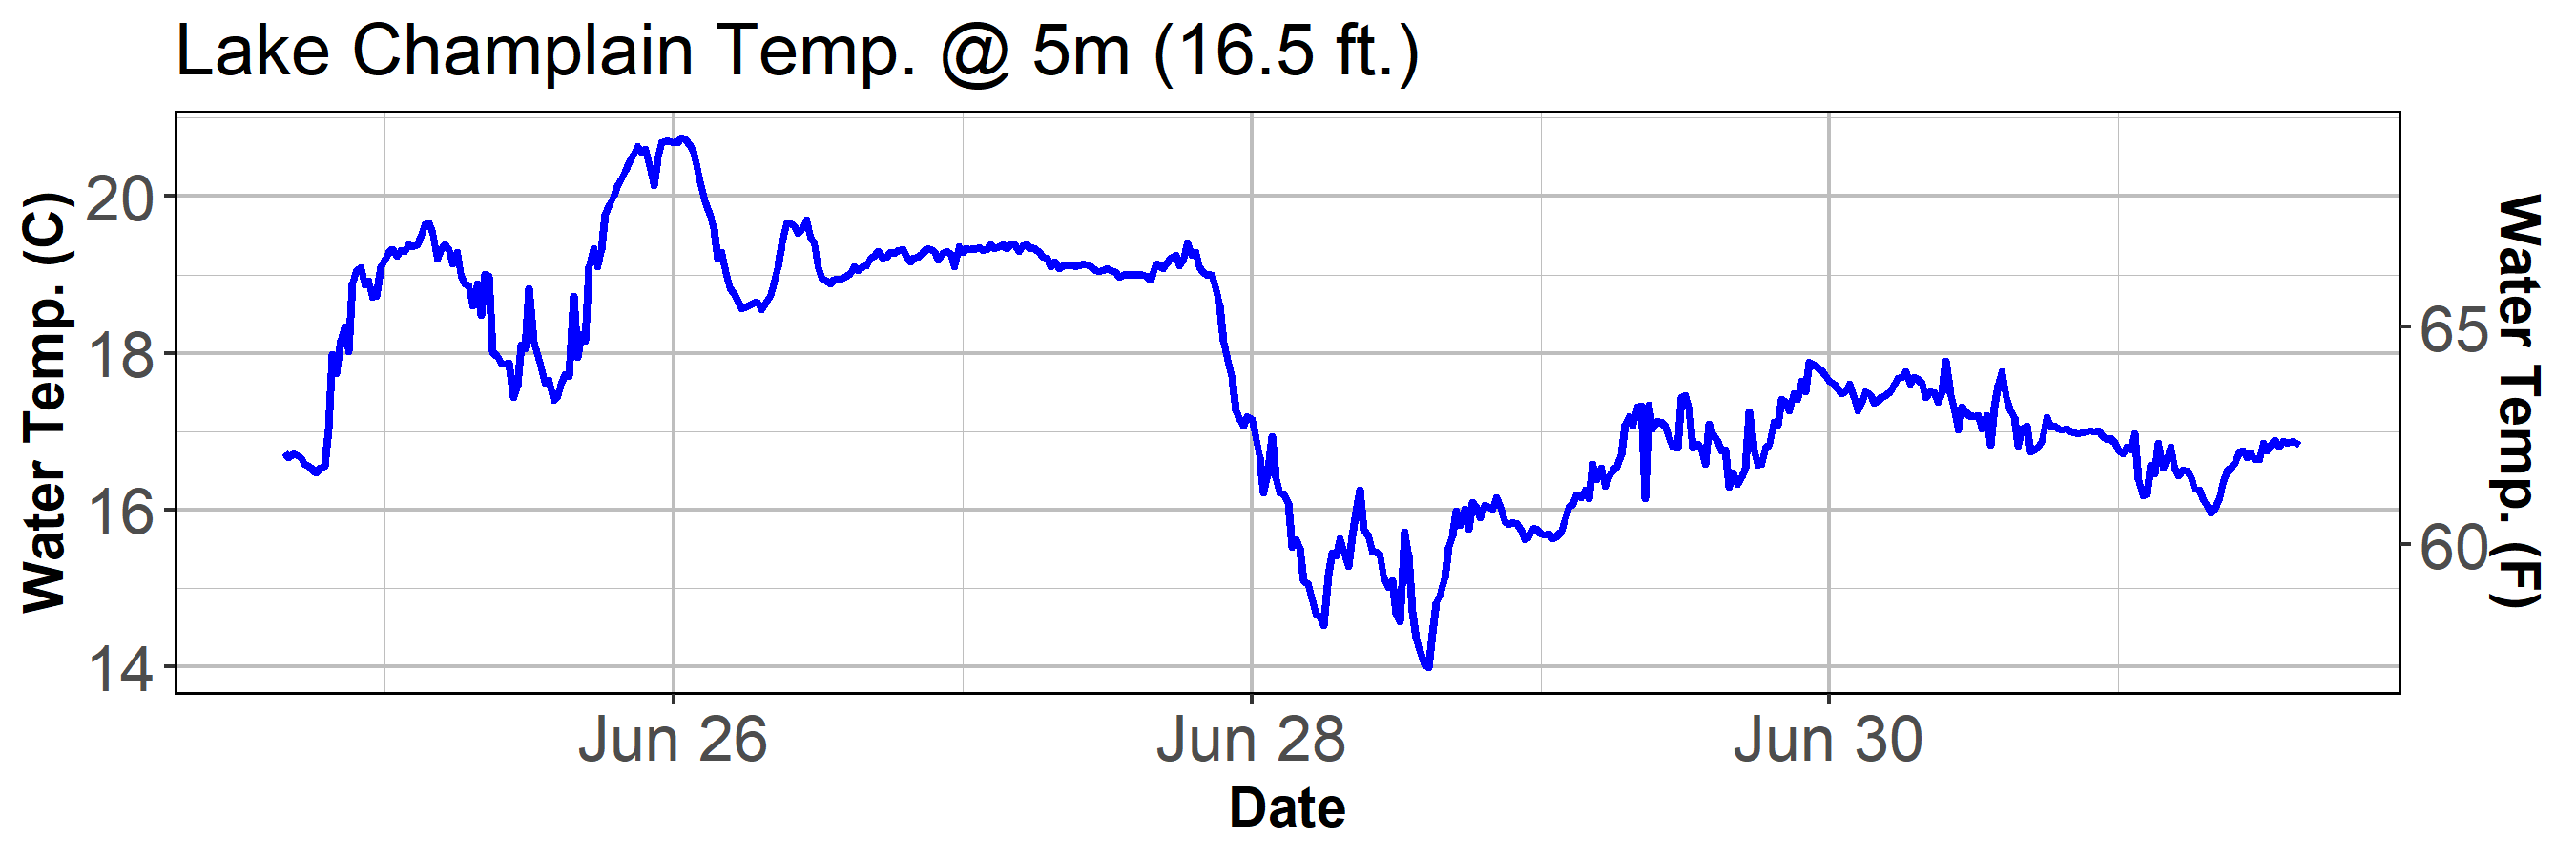 Lake Champlain Temp. @ 5m (16.5 ft.)
Water Temp. (C)
20
18
16
14
65
60
Water Temp. (F)
Jun 26
Jun 28
Jun 30
Date